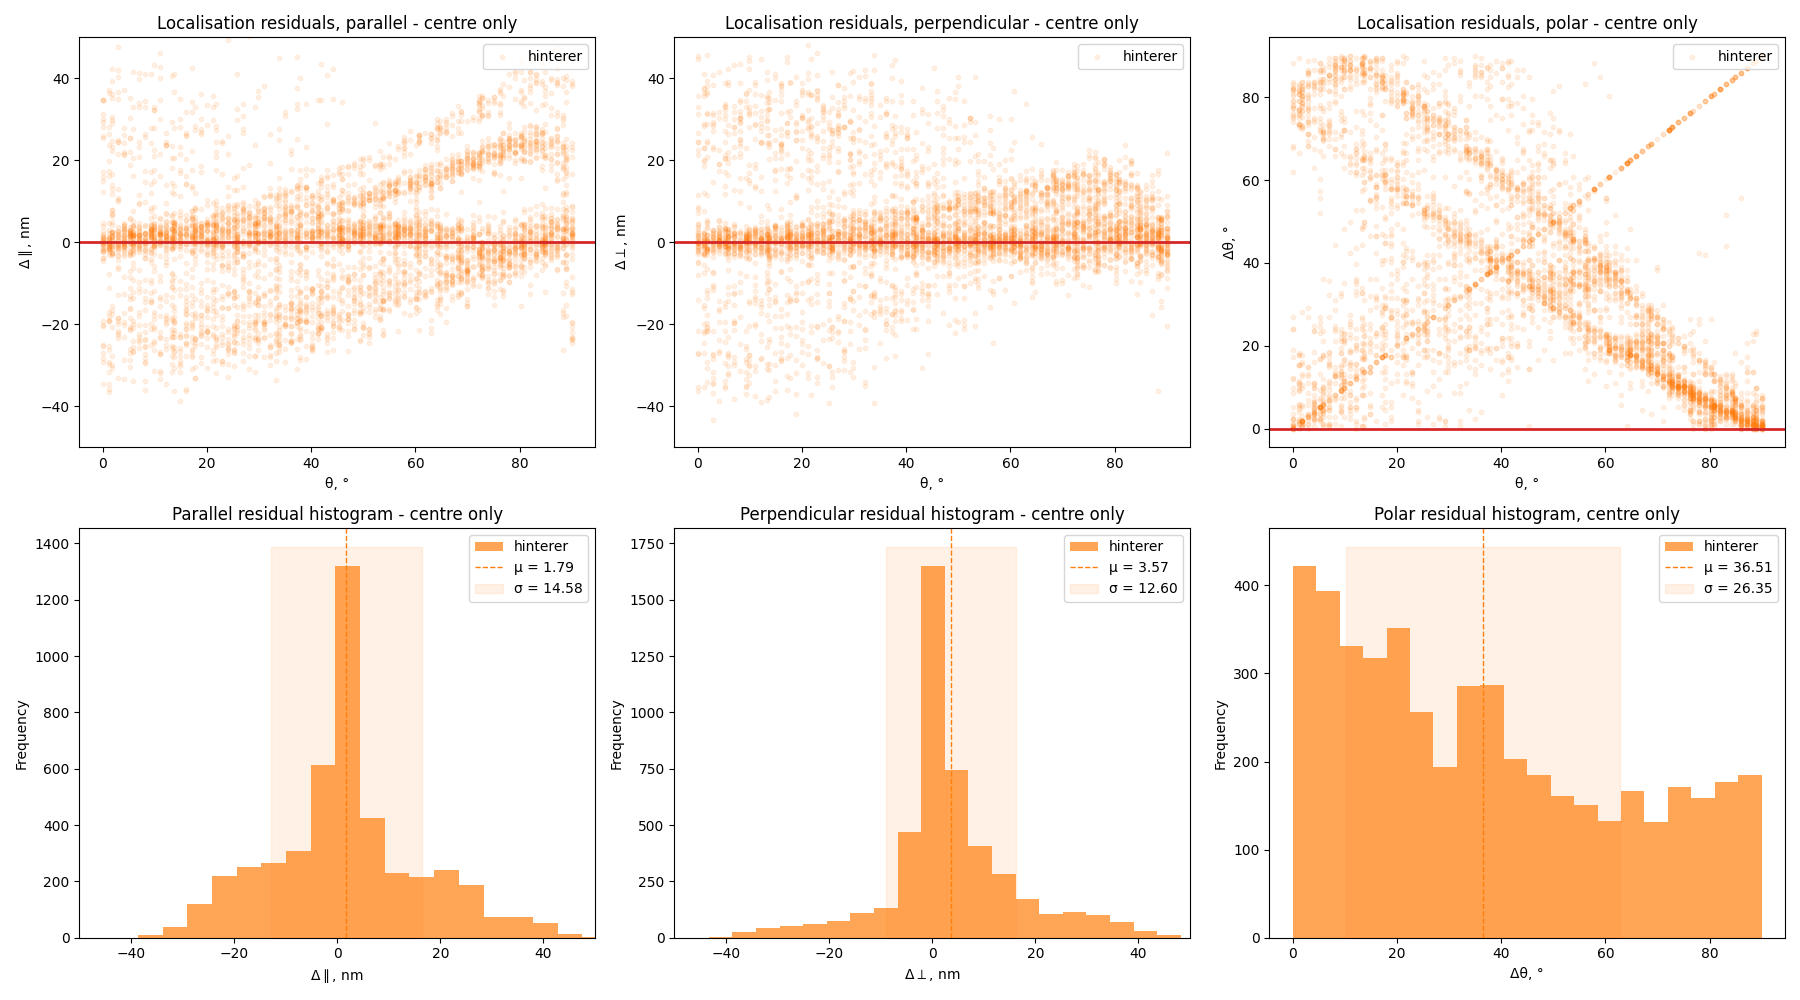 Localisation residuals, parallel - centre only
hinterer
40
20
0
−20
−40
Δ ∥, nm
0 20 40 60 80
θ, °
Localisation residuals, perpendicular - centre only
hinterer
40
20
0
−20
−40
Δ ⊥, nm
0 20 40 60 80
θ, °
Localisation residuals, polar - centre only
hinterer
80
60
40
20
0
Δθ, °
0 20 40 60 80
θ, °
Parallel residual histogram - centre only
hinterer
μ = 1.79
σ = 14.58
1400
1200
1000
800
600
400
200
0
Frequency
−40 −20 0 20 40
Δ ∥, nm
Perpendicular residual histogram - centre only
hinterer
μ = 3.57
σ = 12.60
1750
1500
1250
1000
750
500
250
0
Frequency
−40 −20 0 20 40
Δ ⊥, nm
Polar residual histogram, centre only
hinterer
μ = 36.51
σ = 26.35
400
300
200
100
0
Frequency
0 20 40 60 80
Δθ, °